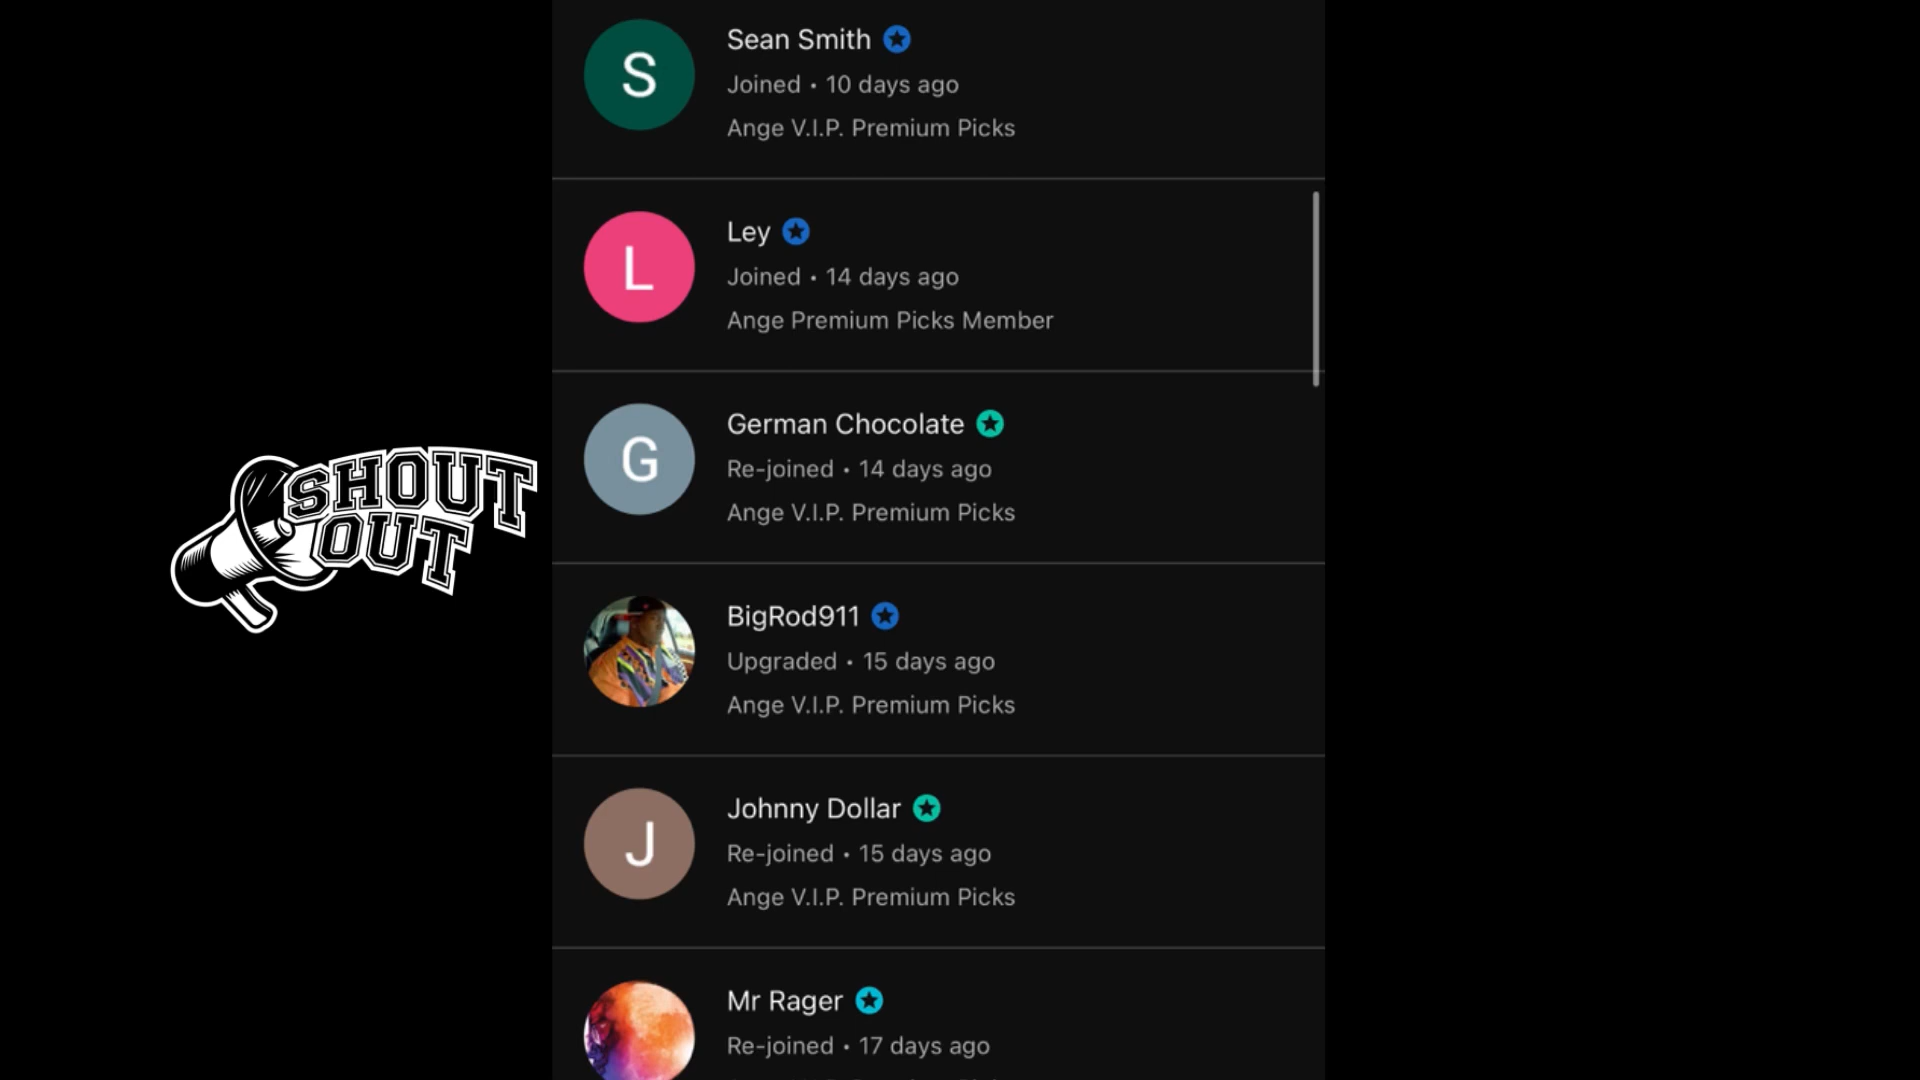 S
Sean Smith
Joined • 10 days ago
Ange V.I.P. Premium Picks
L
Ley
Joined • 14 days ago
Ange Premium Picks Member
G
German Chocolate
Re-joined • 14 days ago
Ange V.I.P. Premium Picks
SHOUT
OUT
BigRod911
Upgraded • 15 days ago
Ange V.I.P. Premium Picks
J
Johnny Dollar
Re-joined • 15 days ago
Ange V.I.P. Premium Picks
Mr Rager
Re-joined • 17 days ago